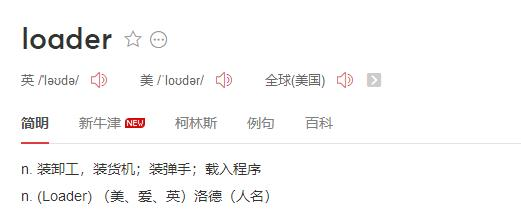 loader
英 /ˈləʊdə/ 美 /ˈloʊdər/ 全球(美国)
简明 新牛津 NEW 柯林斯 例句 百科
n. 装卸工，装货机；装弹手；载入程序
n. (Loader) （美、爱、英）洛德（人名）